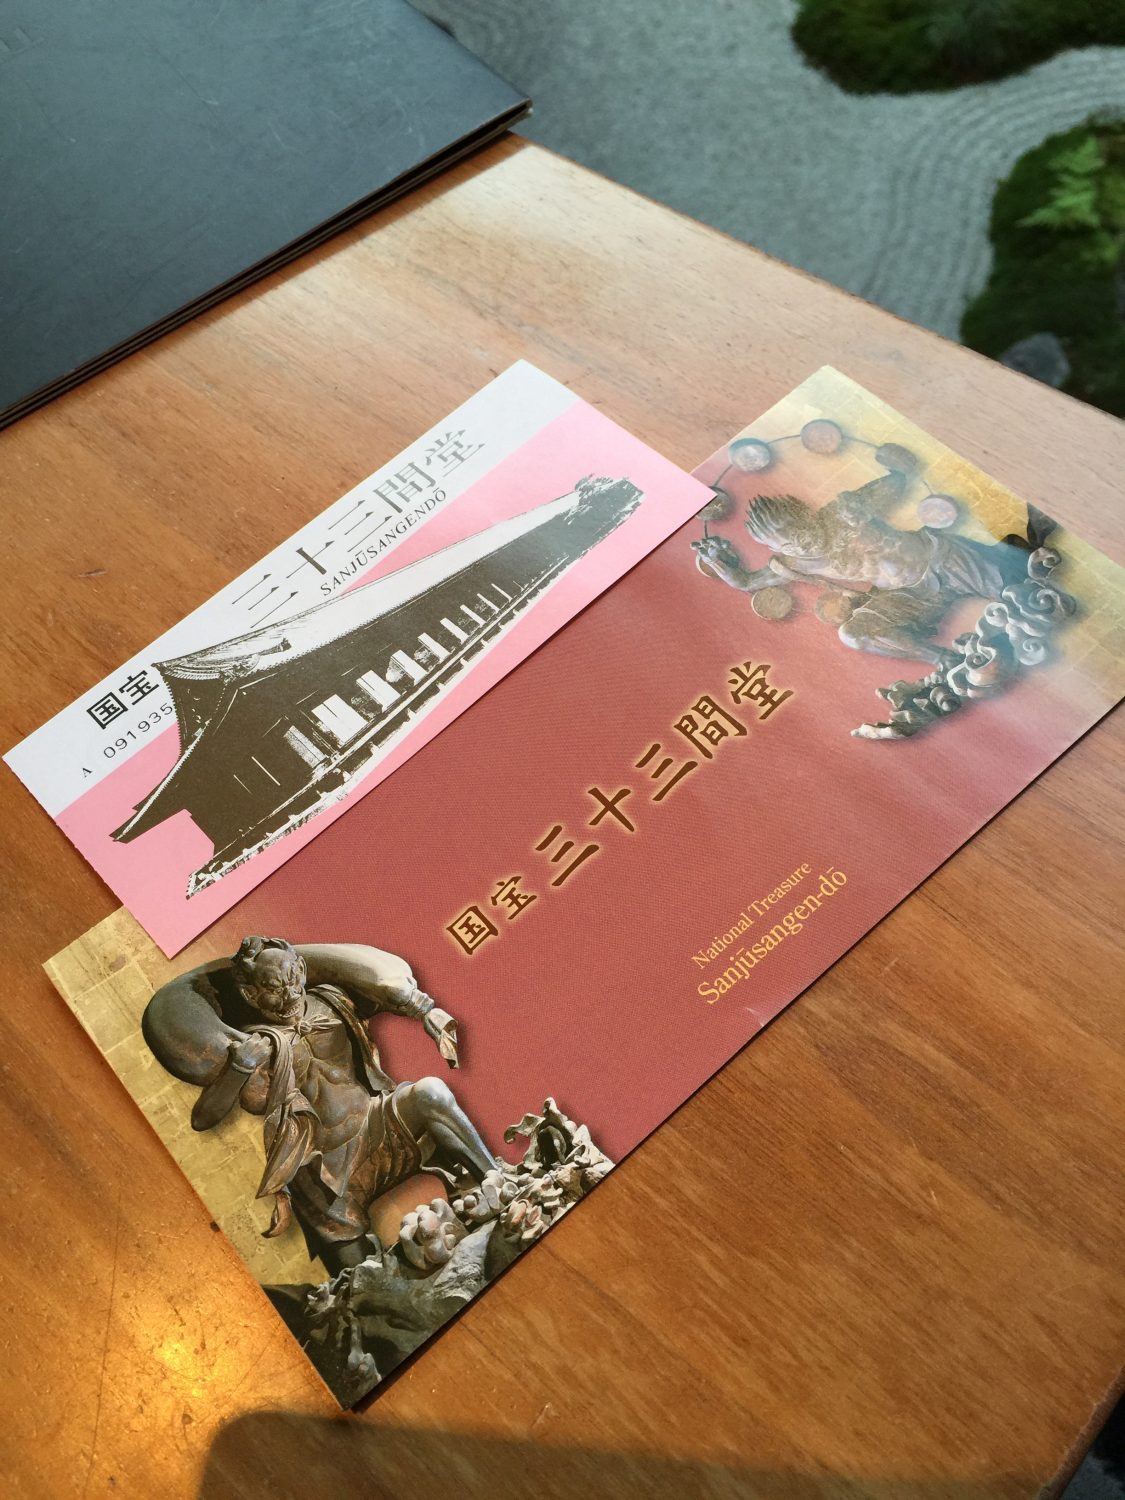 三十三間堂
SANJŪSANGENDŌ
国宝
A 091935
国宝 三十三間堂
National Treasure
Sanjūsangen-dō